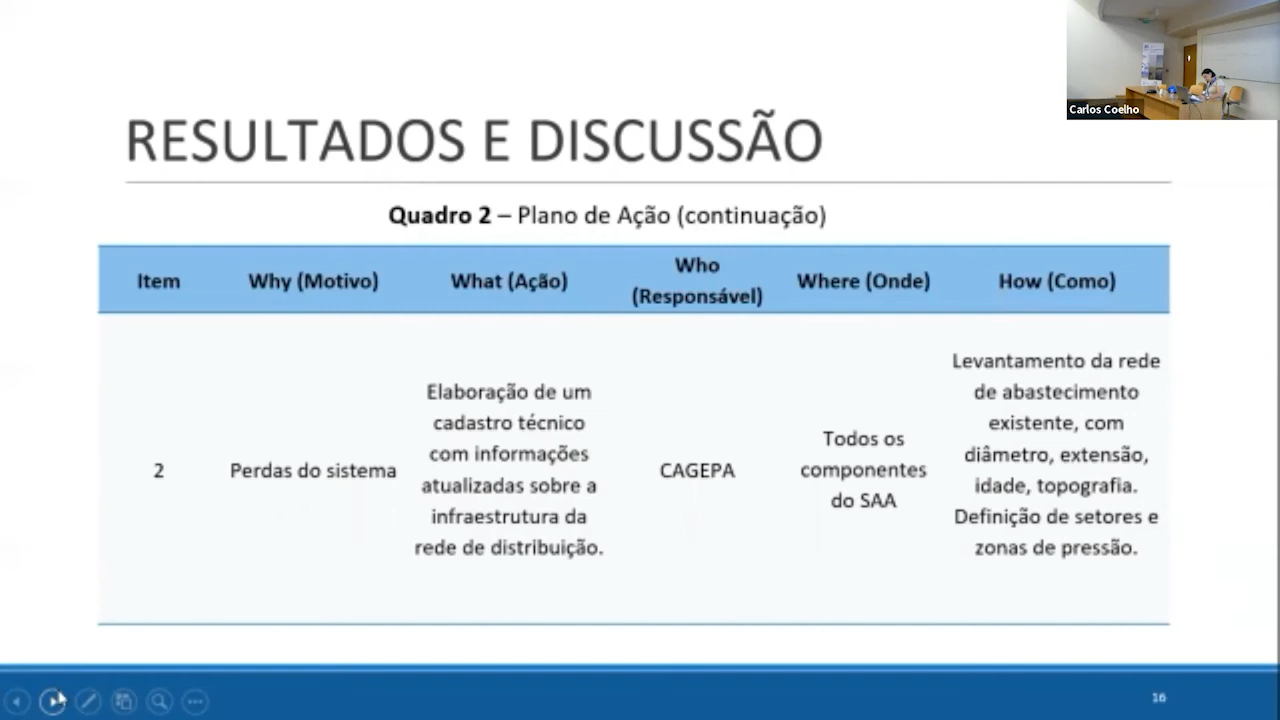 Carlos Coelho
RESULTADOS E DISCUSSÃO
Quadro 2 – Plano de Ação (continuação)
Item
Why (Motivo)
What (Ação)
Who
(Responsável)
Where (Onde)
How (Como)
2
Perdas do sistema
Elaboração de um
cadastro técnico
com informações
atualizadas sobre a
infraestrutura da
rede de distribuição.
CAGEPA
Todos os
componentes
do SAA
Levantamento da rede
de abastecimento
existente, com
diâmetro, extensão,
idade, topografia.
Definição de setores e
zonas de pressão.
16